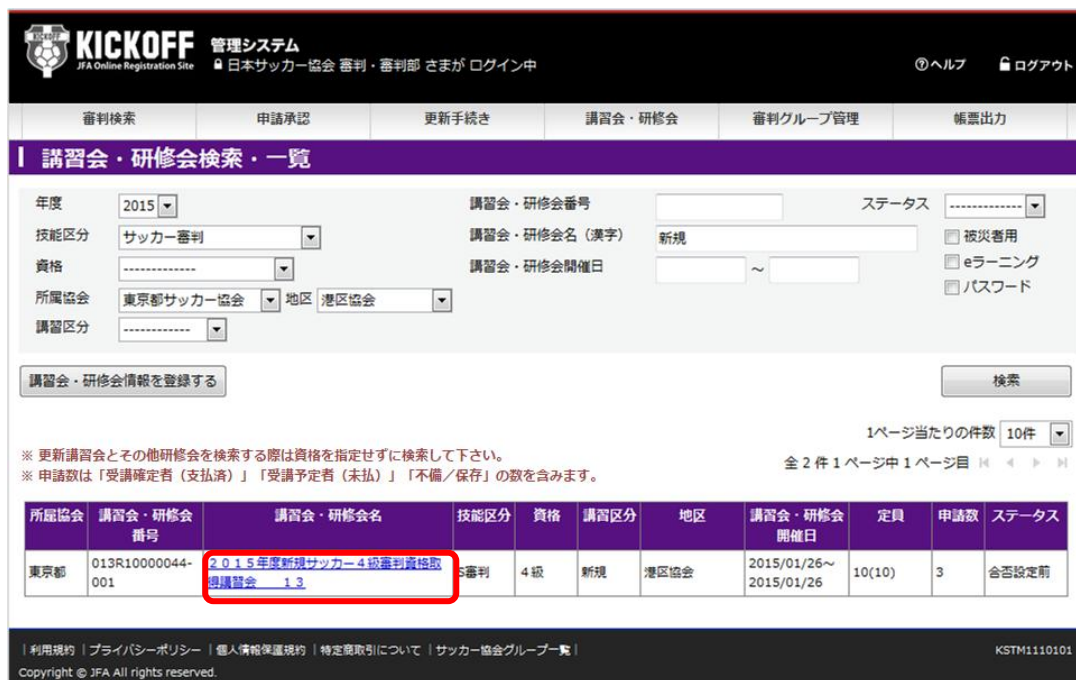 KICKOFF
KICKOFF 管理システム
JFA Online Registration Site 日本サッカー協会 審判・審判部 さまが ログイン中 ?ヘルプ ログアウト
審判検索 申請承認 更新手続き 講習会・研修会 審判グループ管理 帳票出力
講習会・研修会検索・一覧
年度 2015 講習会・研修会番号 ステータス -------------
技能区分 サッカー審判 講習会・研修会名（漢字） 新規 被災者用
資格 ------------- 講習会・研修会開催日 ～ eラーニング
所属協会 東京都サッカー協会 地区 港区協会 パスワード
講習区分 ------------
講習会・研修会情報を登録する 検索
1ページ当たりの件数 10件
※ 更新講習会とその他研修会を検索する際は資格を指定せずに検索して下さい。
全 2 件 1 ページ中 1 ページ目
※ 申請数は「受講確定者（支払済）」「受講予定者（未払）」「不備／保存」の数を含みます。
所属協会 講習会・研修会番号 講習会・研修会名 技能区分 資格 講習区分 地区 講習会・研修会開催日 定員 申請数 ステータス
東京都 013R10000044-001 ２０１５年度新規サッカー４級審判資格取得講習会　１３ S審判 4級 新規 港区協会 2015/01/26～2015/01/26 10(10) 3 合否設定前
| 利用規約 | プライバシーポリシー | 個人情報保護規約 | 特定商取引について | サッカー協会グループ一覧 | KSTM1110101
Copyright © JFA All rights reserved.